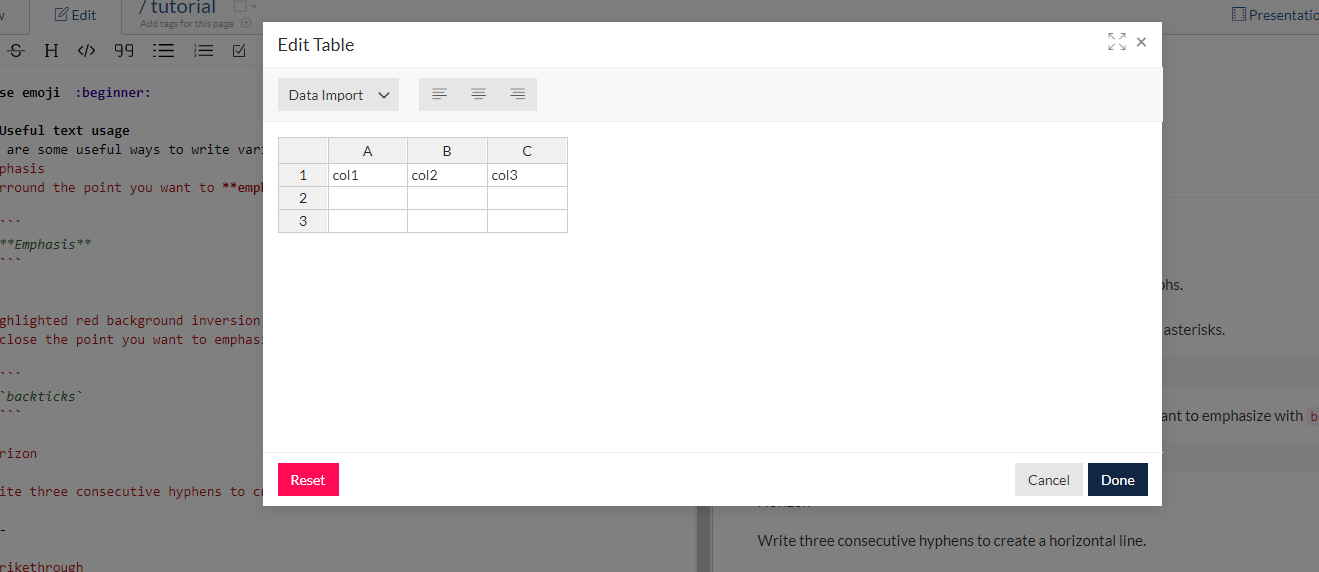 Edit
/ tutorial
Add tags for this page
H
Edit Table
Data Import
A B C
1 col1 col2 col3
2
3
Reset
Cancel Done
se emoji :beginner:
Useful text usage
are some useful ways to write vari
phasis
rround the point you want to **emph
```
**Emphasis**
```
ghlighted red background inversion
close the point you want to emphasi
```
`backticks`
```
rizon
ite three consecutive hyphens to cr
-
rikethrough
Presentatio
phs.
asterisks.
ant to emphasize with b
Write three consecutive hyphens to create a horizontal line.